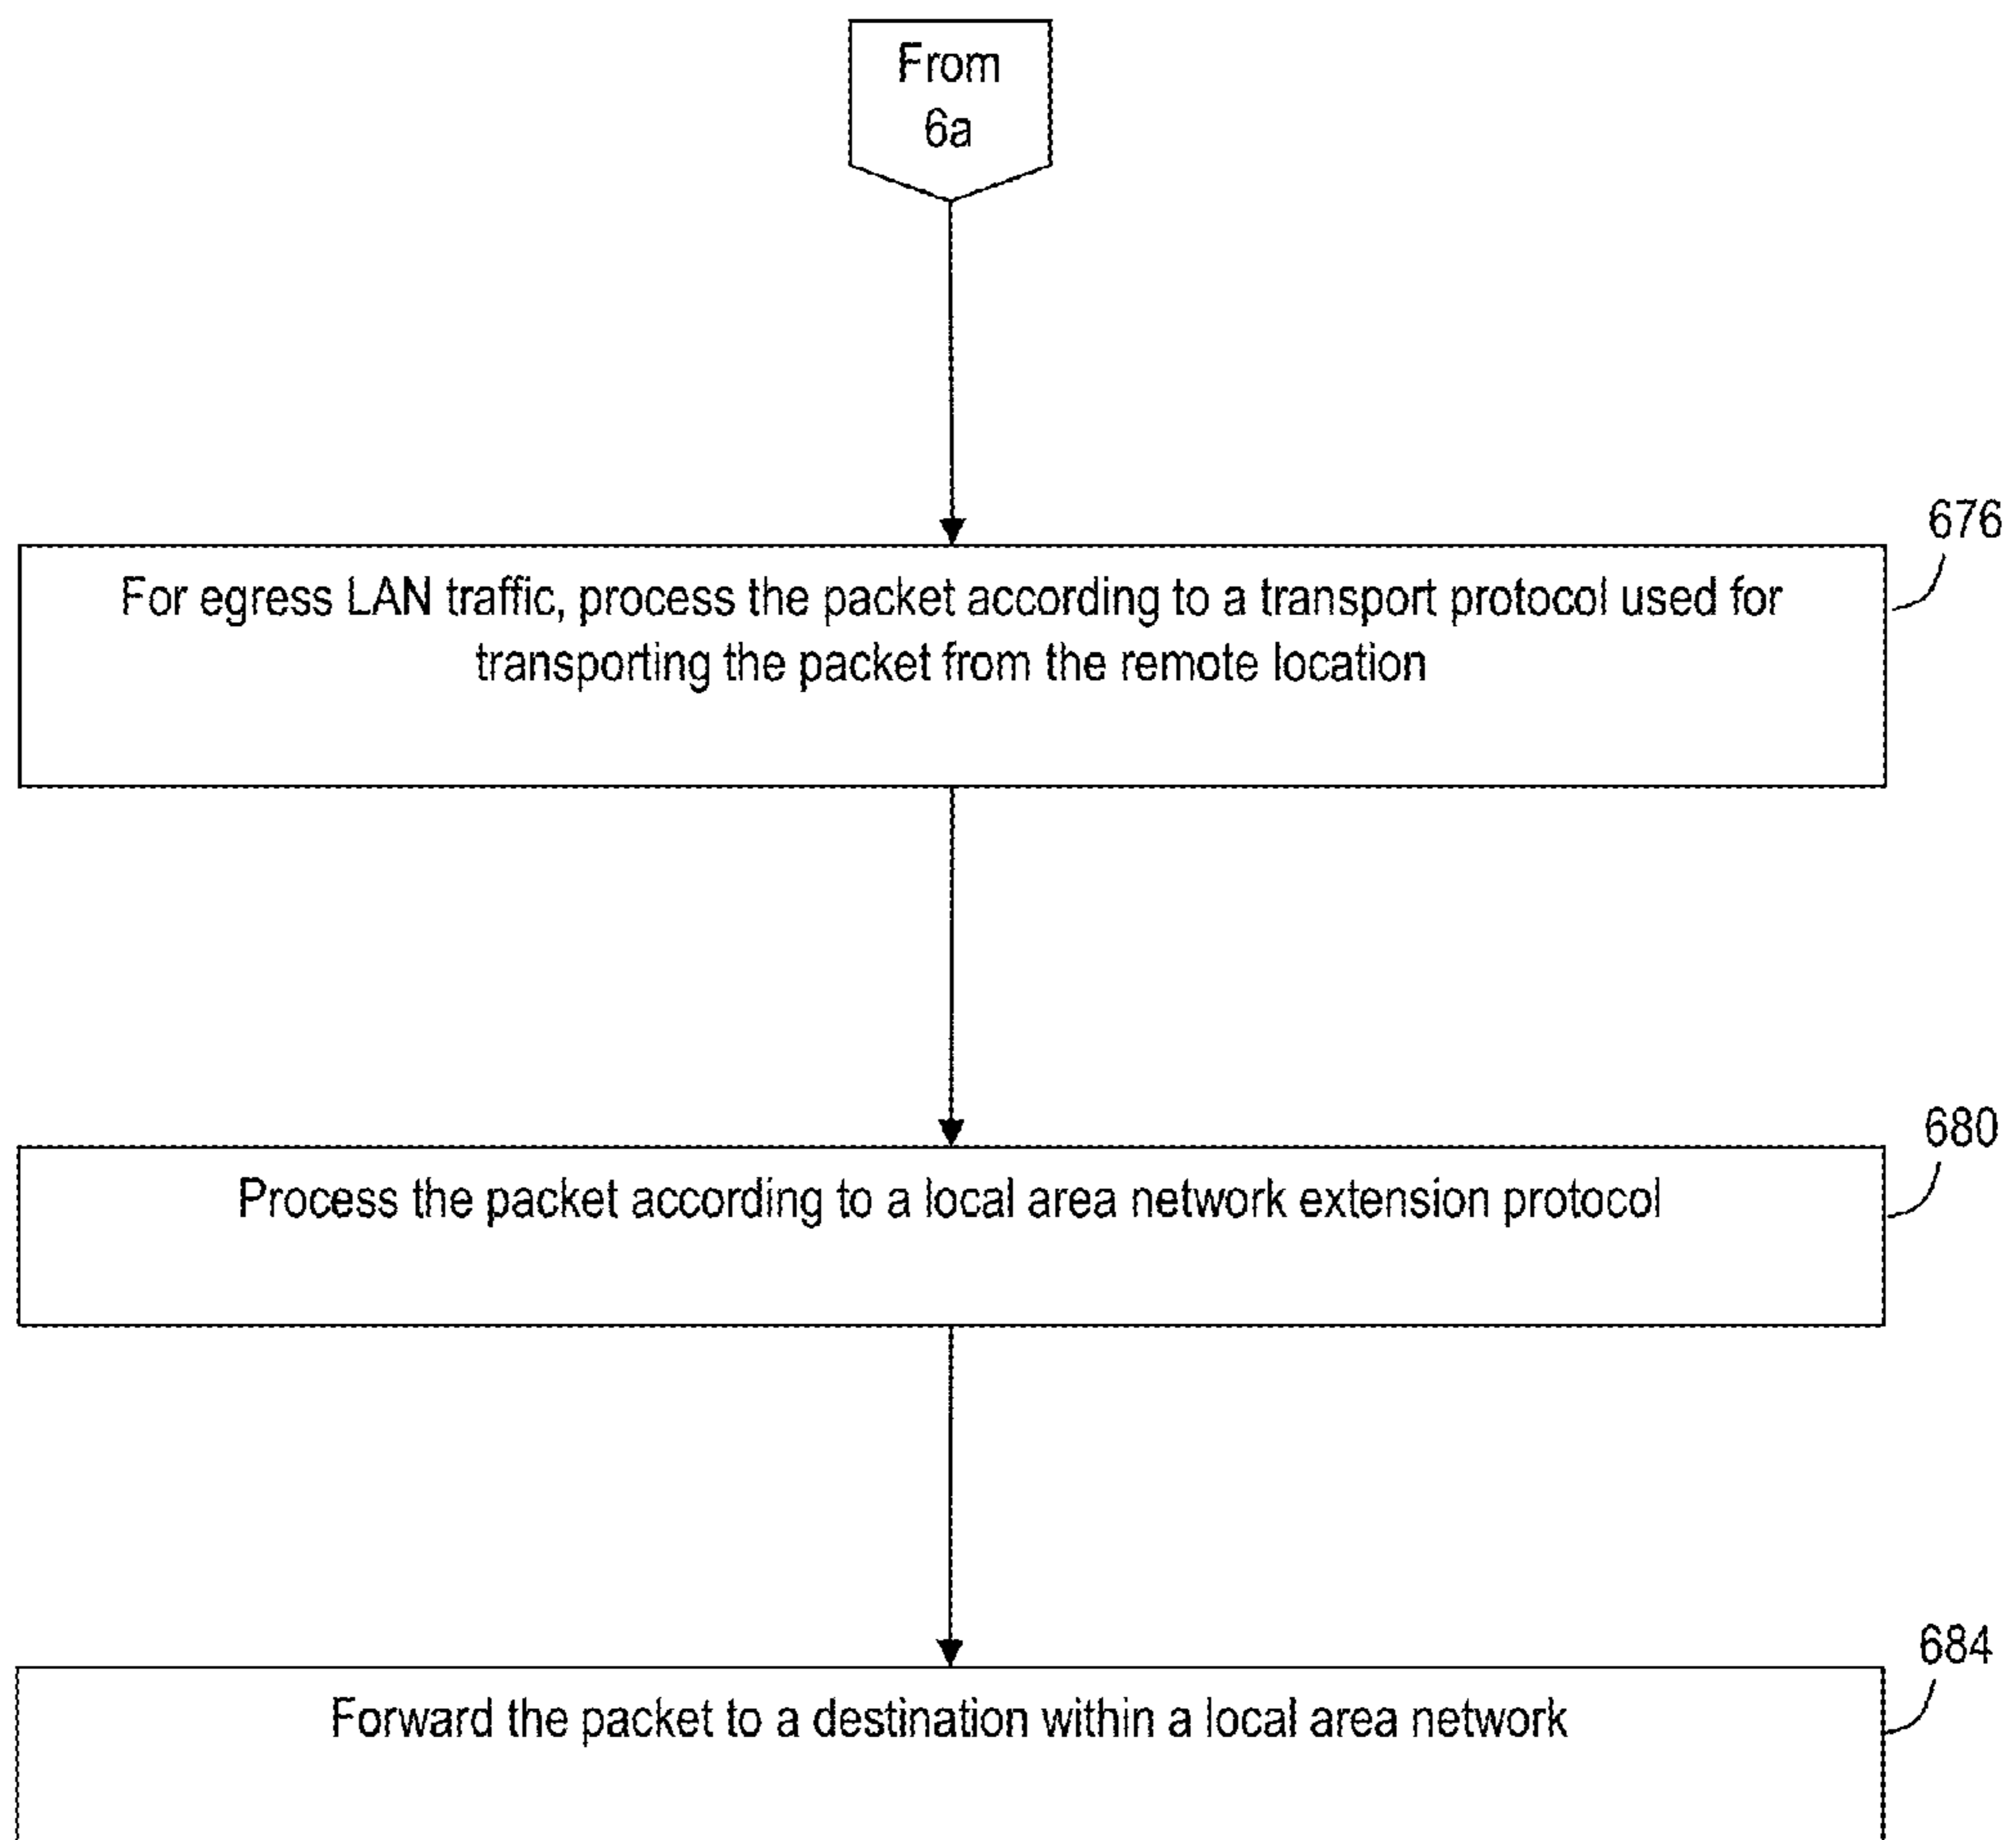 From
6a
676
For egress LAN traffic, process the packet according to a transport protocol used for
transporting the packet from the remote location
680
Process the packet according to a local area network extension protocol
684
Forward the packet to a destination within a local area network